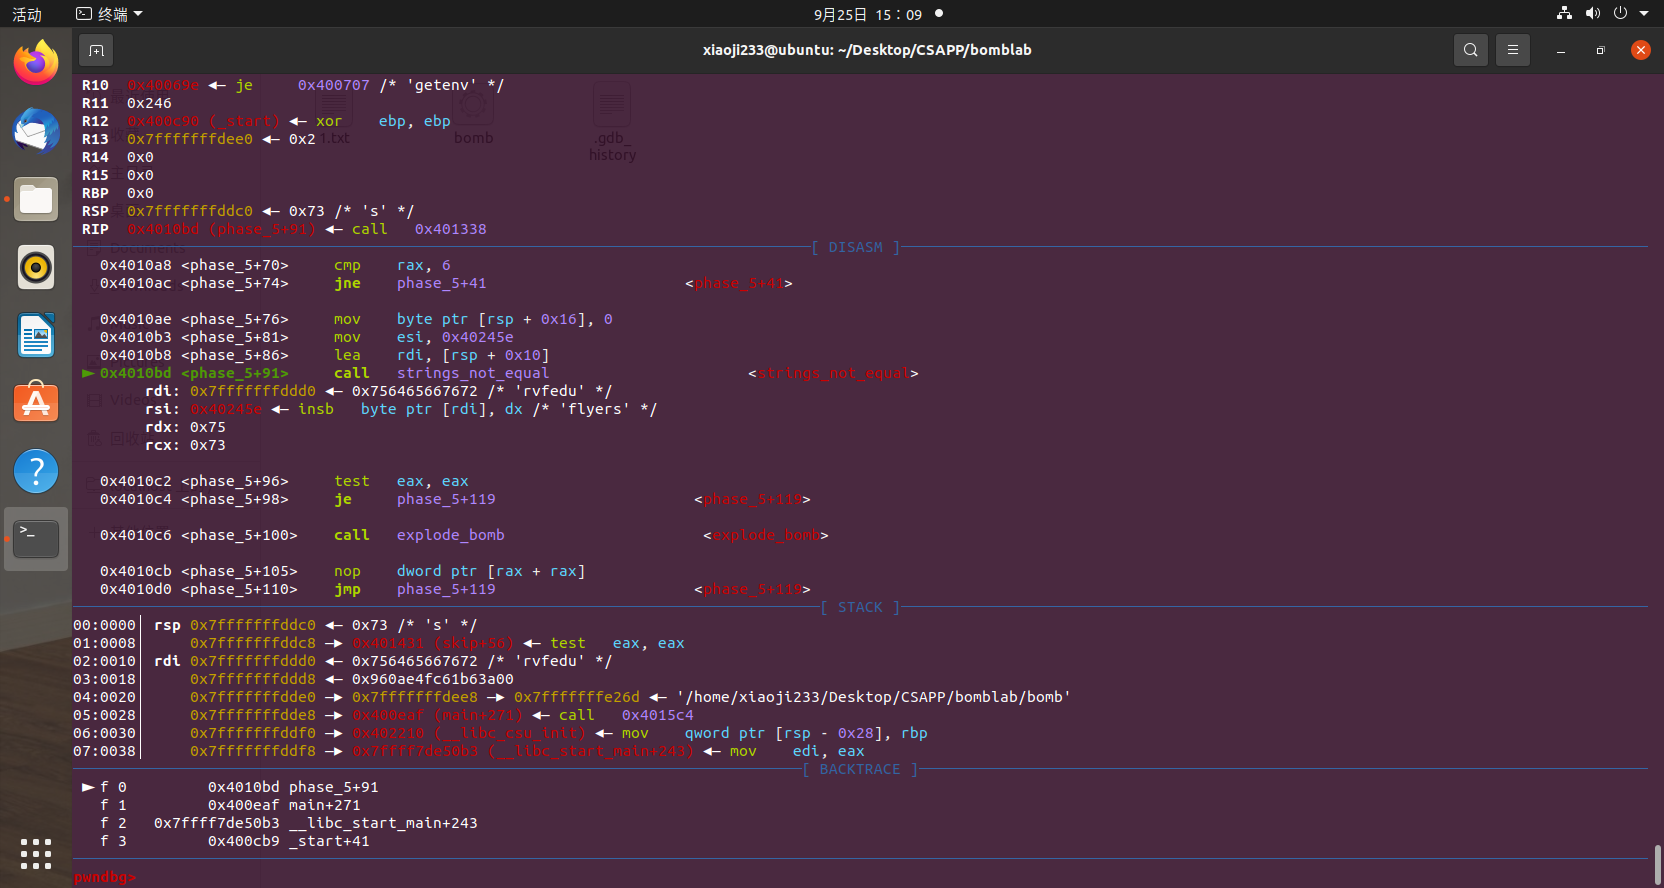 活动
终端
9月25日 15：09
xiaoji233@ubuntu: ~/Desktop/CSAPP/bomblab
R10 0x40069e ◂— je 0x400707 /* 'getenv' */
R11 0x246
R12 0x400c90 (_start) ◂— xor ebp, ebp
1.txt
bomb
.gdb_
history
R13 0x7fffffffdee0 ◂— 0x2
R14 0x0
R15 0x0
RBP 0x0
RSP 0x7fffffffddc0 ◂— 0x73 /* 's' */
RIP 0x4010bd (phase_5+91) ◂— call 0x401338
[ DISASM ]
0x4010a8 <phase_5+70> cmp rax, 6
0x4010ac <phase_5+74> jne phase_5+41 <phase_5+41>
0x4010ae <phase_5+76> mov byte ptr [rsp + 0x16], 0
0x4010b3 <phase_5+81> mov esi, 0x40245e
0x4010b8 <phase_5+86> lea rdi, [rsp + 0x10]
► 0x4010bd <phase_5+91> call strings_not_equal <strings_not_equal>
rdi: 0x7fffffffddd0 ◂— 0x756465667672 /* 'rvfedu' */
rsi: 0x40245e ◂— insb byte ptr [rdi], dx /* 'flyers' */
rdx: 0x75
rcx: 0x73
0x4010c2 <phase_5+96> test eax, eax
0x4010c4 <phase_5+98> je phase_5+119 <phase_5+119>
0x4010c6 <phase_5+100> call explode_bomb <explode_bomb>
0x4010cb <phase_5+105> nop dword ptr [rax + rax]
0x4010d0 <phase_5+110> jmp phase_5+119 <phase_5+119>
[ STACK ]
00:0000│ rsp 0x7fffffffddc0 ◂— 0x73 /* 's' */
01:0008│ 0x7fffffffddc8 —▸ 0x401431 (skip+56) ◂— test eax, eax
02:0010│ rdi 0x7fffffffddd0 ◂— 0x756465667672 /* 'rvfedu' */
03:0018│ 0x7fffffffddd8 ◂— 0x960ae4fc61b63a00
04:0020│ 0x7fffffffdde0 —▸ 0x7fffffffdee8 —▸ 0x7fffffffe26d ◂— '/home/xiaoji233/Desktop/CSAPP/bomblab/bomb'
05:0028│ 0x7fffffffdde8 —▸ 0x400eaf (main+271) ◂— call 0x4015c4
06:0030│ 0x7fffffffddf0 —▸ 0x402210 (__libc_csu_init) ◂— mov qword ptr [rsp - 0x28], rbp
07:0038│ 0x7fffffffddf8 —▸ 0x7ffff7de50b3 (__libc_start_main+243) ◂— mov edi, eax
[ BACKTRACE ]
► f 0 0x4010bd phase_5+91
f 1 0x400eaf main+271
f 2 0x7ffff7de50b3 __libc_start_main+243
f 3 0x400cb9 _start+41
pwndbg>